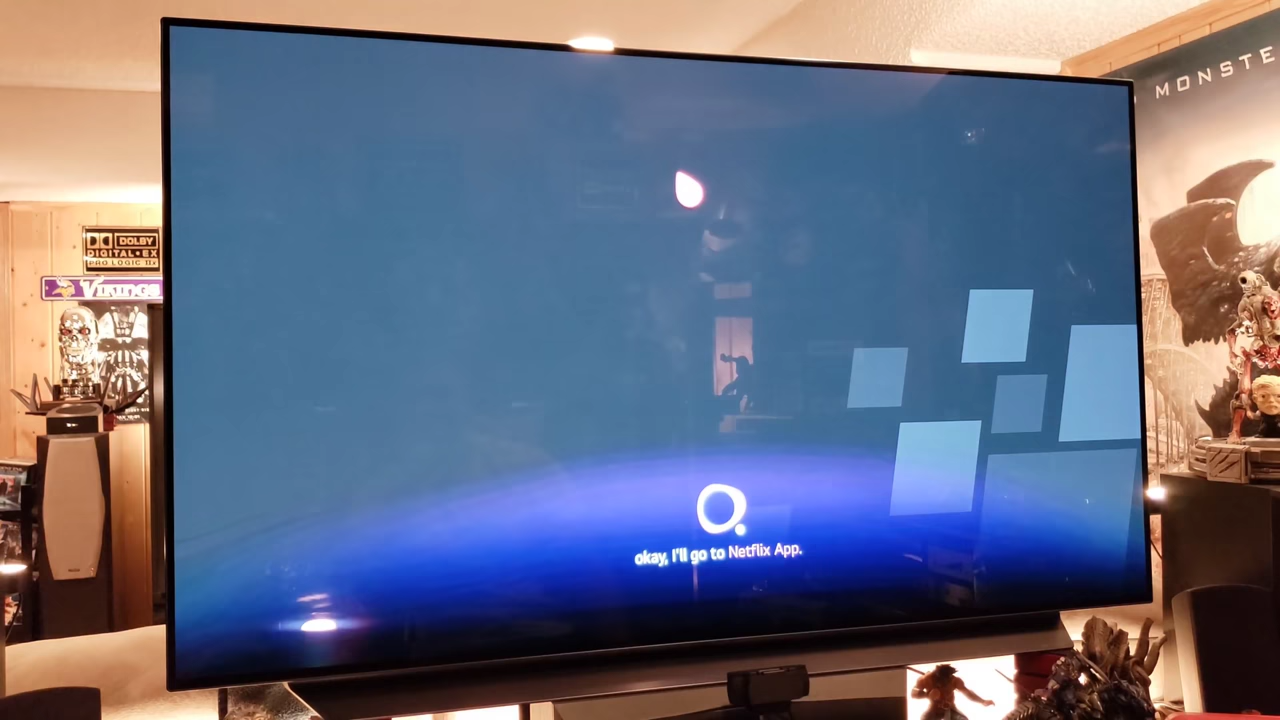 MONSTE
DOLBY
DIGITAL•EX
PRO LOGIC IIx
VIKINGS
okay, I'll go to Netflix App.